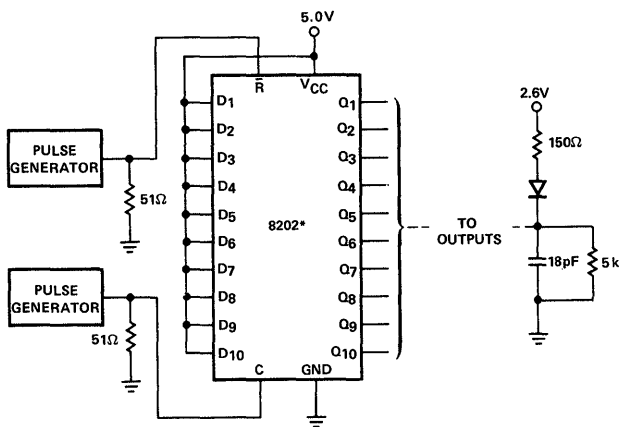 5.0V
R̅
VCC
D1
D2
D3
D4
D5
D6
D7
D8
D9
D10
8202*
Q1
Q2
Q3
Q4
Q5
Q6
Q7
Q8
Q9
Q10
C
GND
PULSE
GENERATOR
51Ω
PULSE
GENERATOR
51Ω
TO
OUTPUTS
2.6V
150Ω
18pF
5k